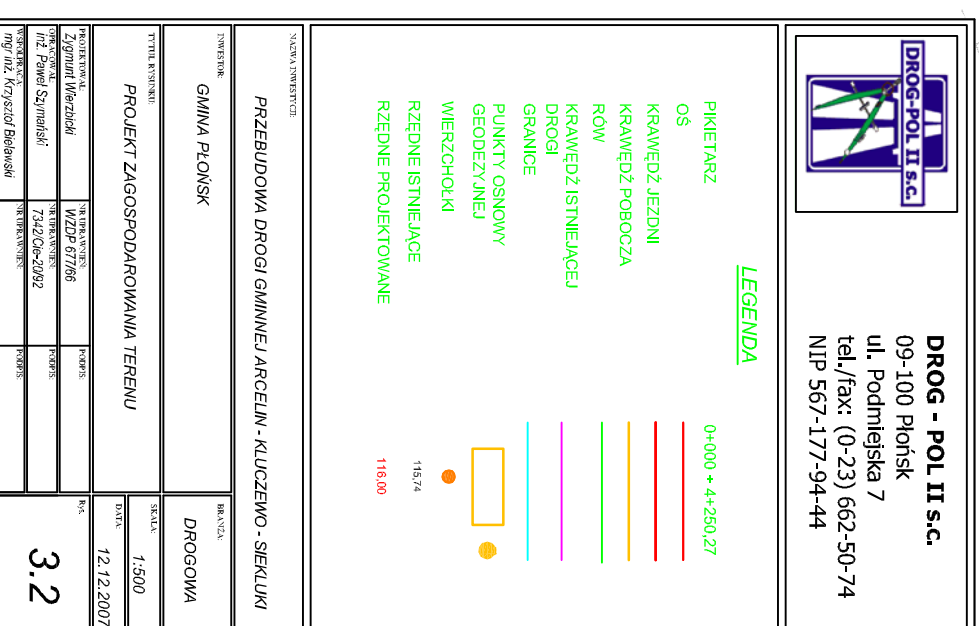 DROG-POL II s.c.
DROG - POL II s.c.
09-100 Płońsk
ul. Podmiejska 7
tel./fax: (0-23) 662-50-74
NIP 567-177-94-44
LEGENDA
PIKIETARZ 0+000 ÷ 4+250,27
OŚ
KRAWĘDŹ JEZDNI
KRAWĘDŹ POBOCZA
RÓW
KRAWĘDŹ ISTNIEJĄCEJ
DROGI
GRANICE
PUNKTY OSNOWY
GEODEZYJNEJ
WIERZCHOŁKI
RZĘDNE ISTNIEJĄCE 115,74
RZĘDNE PROJEKTOWANE 116,00
NAZWA INWESTYCJI:
PRZEBUDOWA DROGI GMINNEJ ARCELIN - KLUCZEWO - SIEKLUKI
INWESTOR:
GMINA PŁOŃSK
BRANŻA:
DROGOWA
TYTUŁ RYSUNKU:
PROJEKT ZAGOSPODAROWANIA TERENU
SKALA:
1:500
DATA:
12.12.2007
PROJEKTOWAŁ:
Zygmunt Wierzbicki
NR UPRAWNIEŃ:
WZDP 677/66
PODPIS:
OPRACOWAŁ:
inż. Paweł Szymański
NR UPRAWNIEŃ:
7342/Cie-20/92
PODPIS:
WSPÓŁPRACA:
mgr inż. Krzysztof Bielawski
NR UPRAWNIEŃ:
PODPIS:
Rys.
3.2